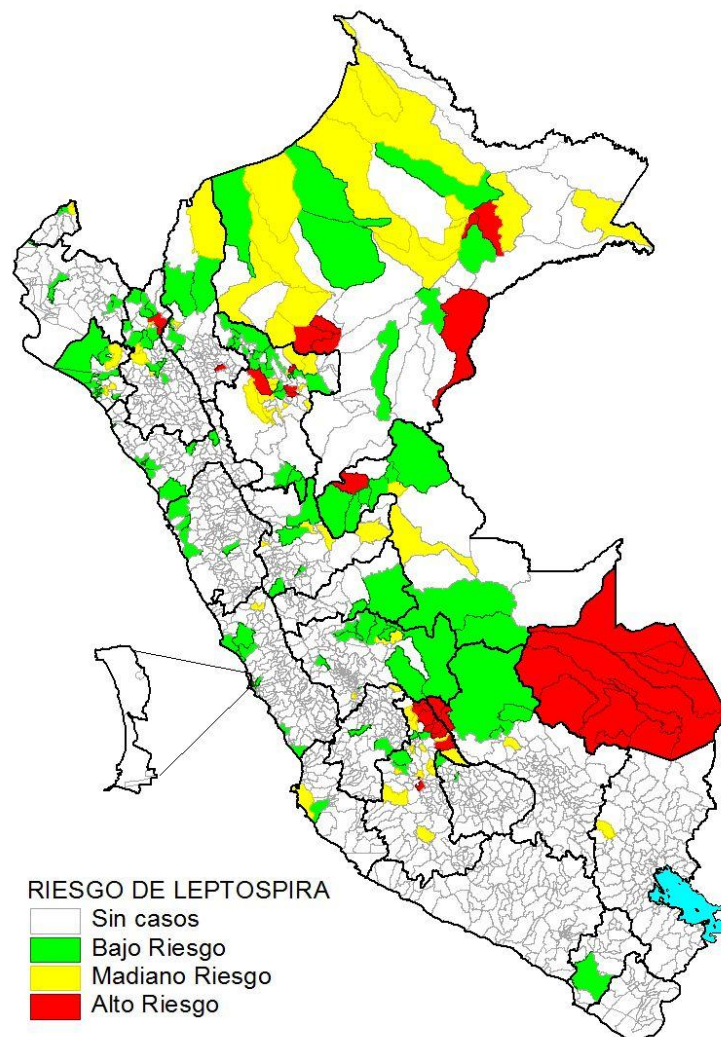 RIESGO DE LEPTOSPIRA
Sin casos
Bajo Riesgo
Madiano Riesgo
Alto Riesgo